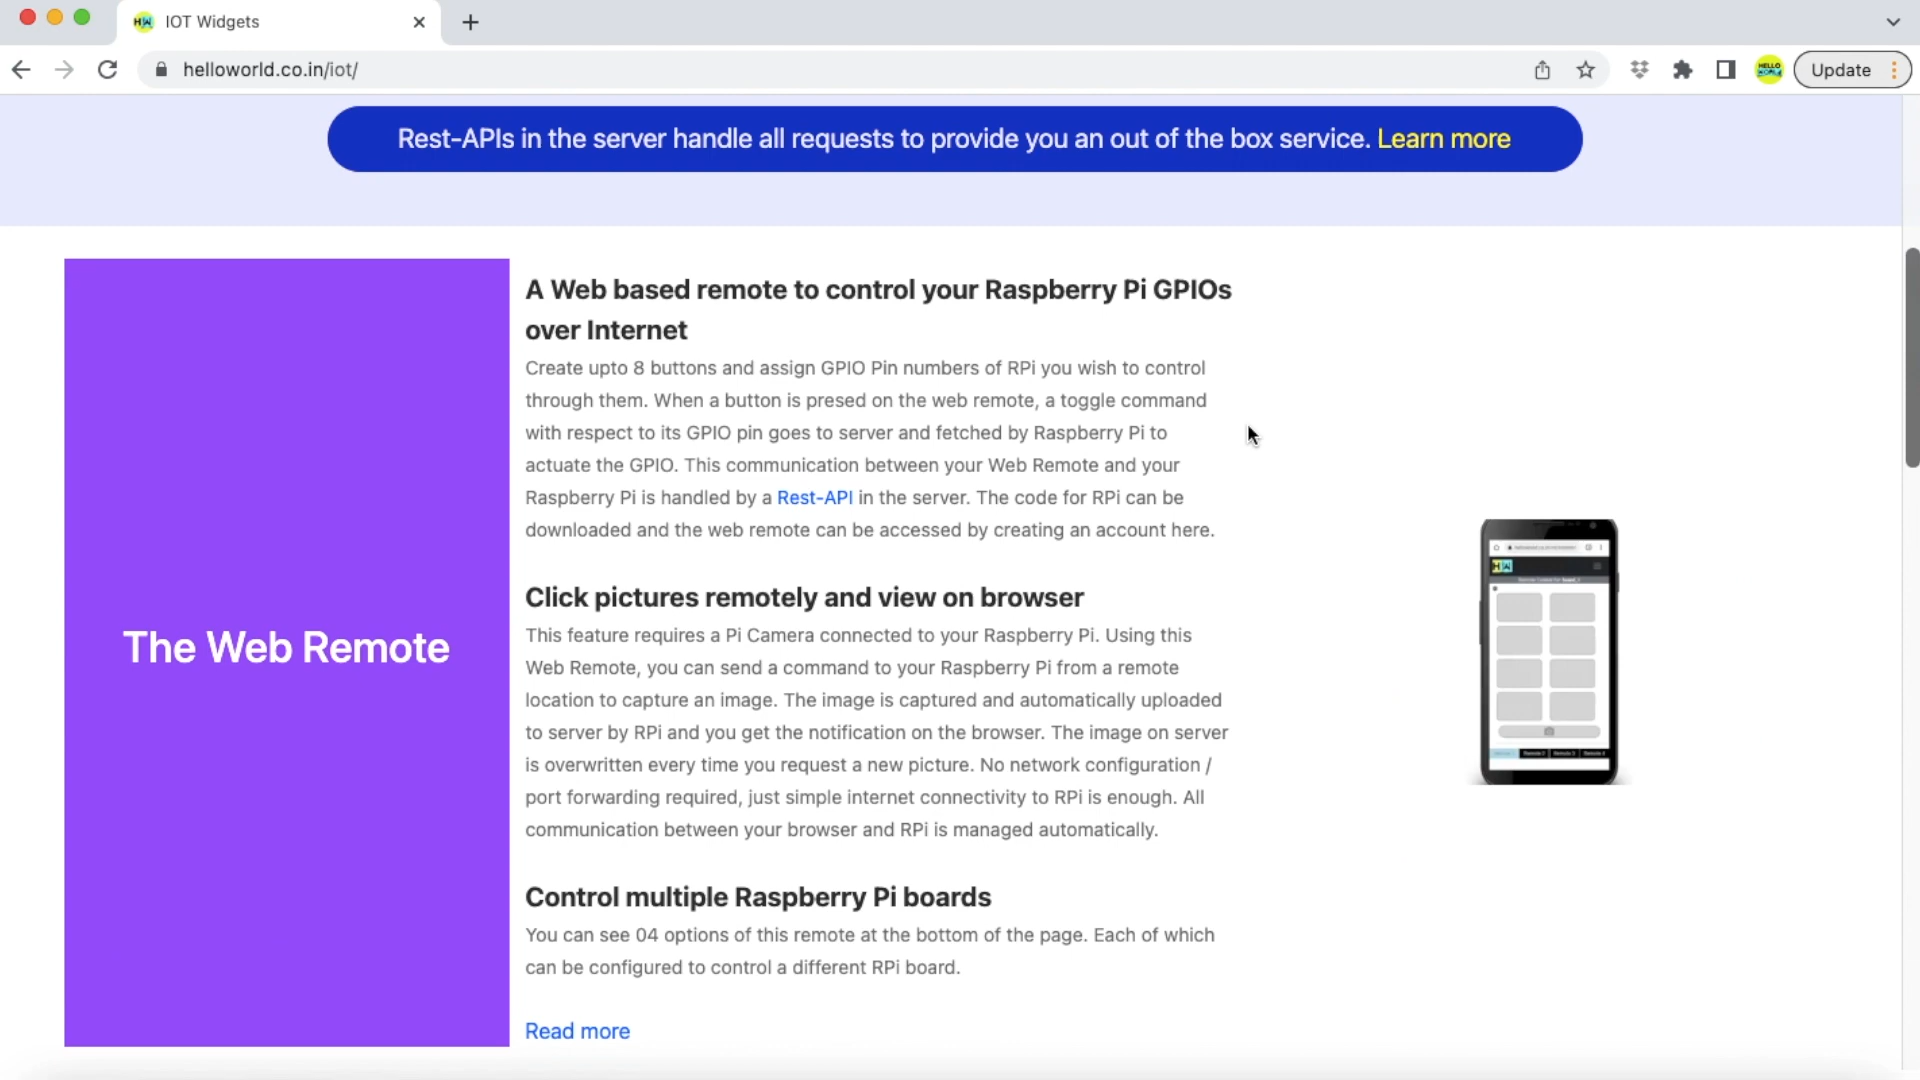 IOT Widgets
helloworld.co.in/iot/
Update
Rest-APIs in the server handle all requests to provide you an out of the box service. Learn more
The Web Remote
A Web based remote to control your Raspberry Pi GPIOs
over Internet
Create upto 8 buttons and assign GPIO Pin numbers of RPi you wish to control
through them. When a button is presed on the web remote, a toggle command
with respect to its GPIO pin goes to server and fetched by Raspberry Pi to
actuate the GPIO. This communication between your Web Remote and your
Raspberry Pi is handled by a Rest-API in the server. The code for RPi can be
downloaded and the web remote can be accessed by creating an account here.
Click pictures remotely and view on browser
This feature requires a Pi Camera connected to your Raspberry Pi. Using this
Web Remote, you can send a command to your Raspberry Pi from a remote
location to capture an image. The image is captured and automatically uploaded
to server by RPi and you get the notification on the browser. The image on server
is overwritten every time you request a new picture. No network configuration /
port forwarding required, just simple internet connectivity to RPi is enough. All
communication between your browser and RPi is managed automatically.
Control multiple Raspberry Pi boards
You can see 04 options of this remote at the bottom of the page. Each of which
can be configured to control a different RPi board.
Read more
HW